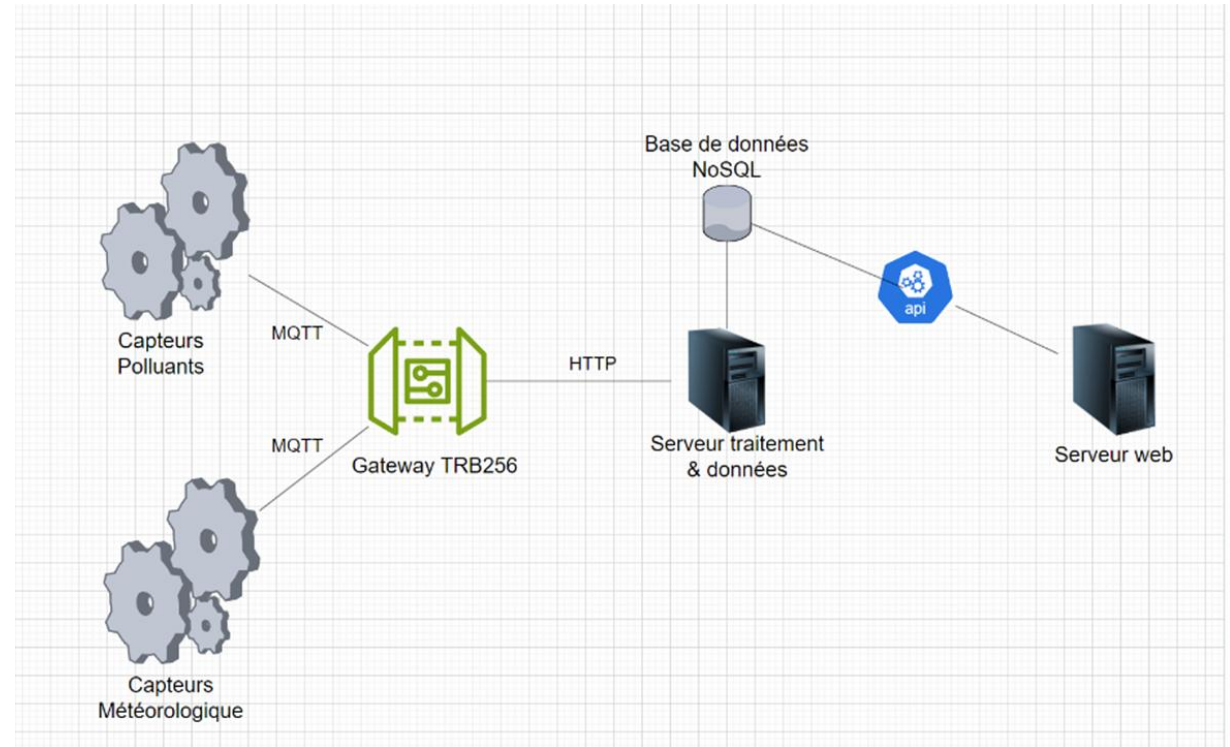 Base de données
NoSQL
api
Capteurs
Polluants
MQTT
HTTP
MQTT
Gateway TRB256
Serveur traitement
& données
Serveur web
Capteurs
Météorologique